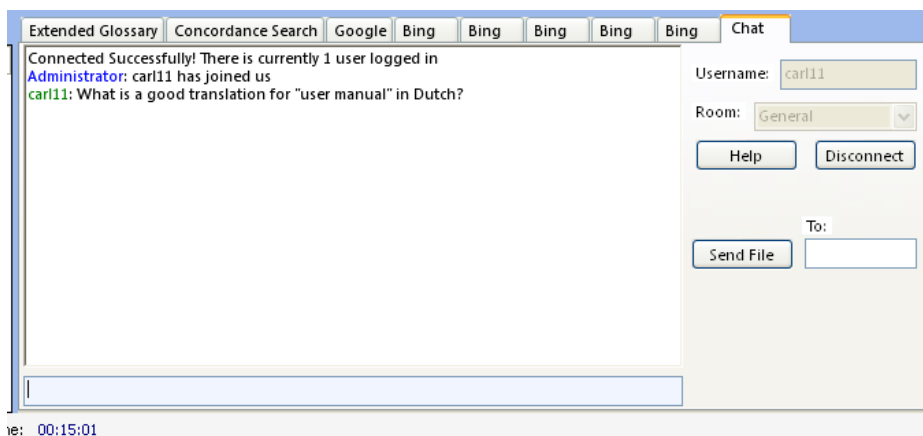 Extended Glossary Concordance Search Google Bing Bing Bing Bing Bing Chat
Connected Successfully! There is currently 1 user logged in
Administrator: carl11 has joined us
carl11: What is a good translation for "user manual" in Dutch?
Username: carl11
Room: General
Help Disconnect
To:
Send File
00:15:01